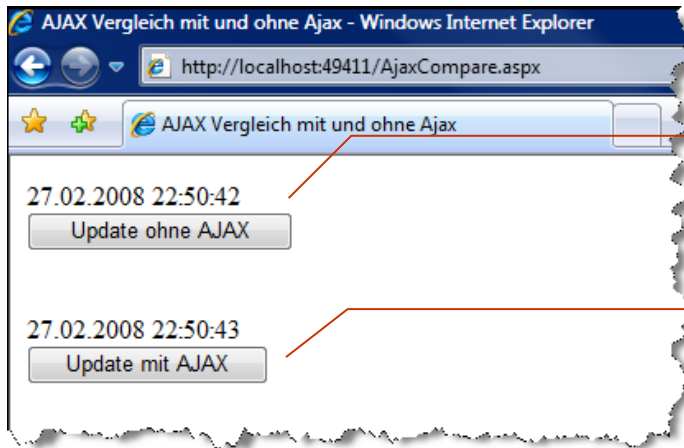 AJAX Vergleich mit und ohne Ajax - Windows Internet Explorer
http://localhost:49411/AjaxCompare.aspx
AJAX Vergleich mit und ohne Ajax
27.02.2008 22:50:42
Update ohne AJAX
27.02.2008 22:50:43
Update mit AJAX